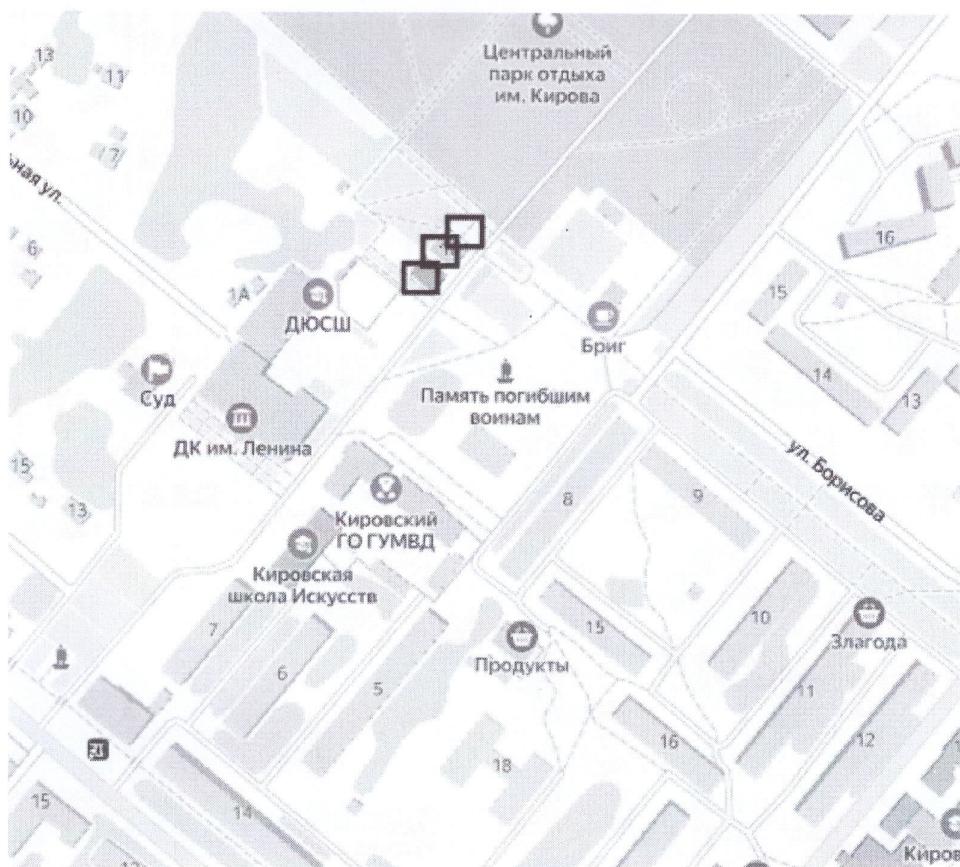 Центральный
парк отдыха
им. Кирова
13
11
10
7
ьная ул.
6
1А
ДЮСШ
16
15
Бриг
14
13
Суд
Память погибшим
воинам
ДК им. Ленина
ул. Борисова
15
13
8
9
Кировский
ГО ГУМВД
Кировская
школа Искусств
7
6
5
Продукты
15
10
Злагода
11
16
12
18
14
15
Киров